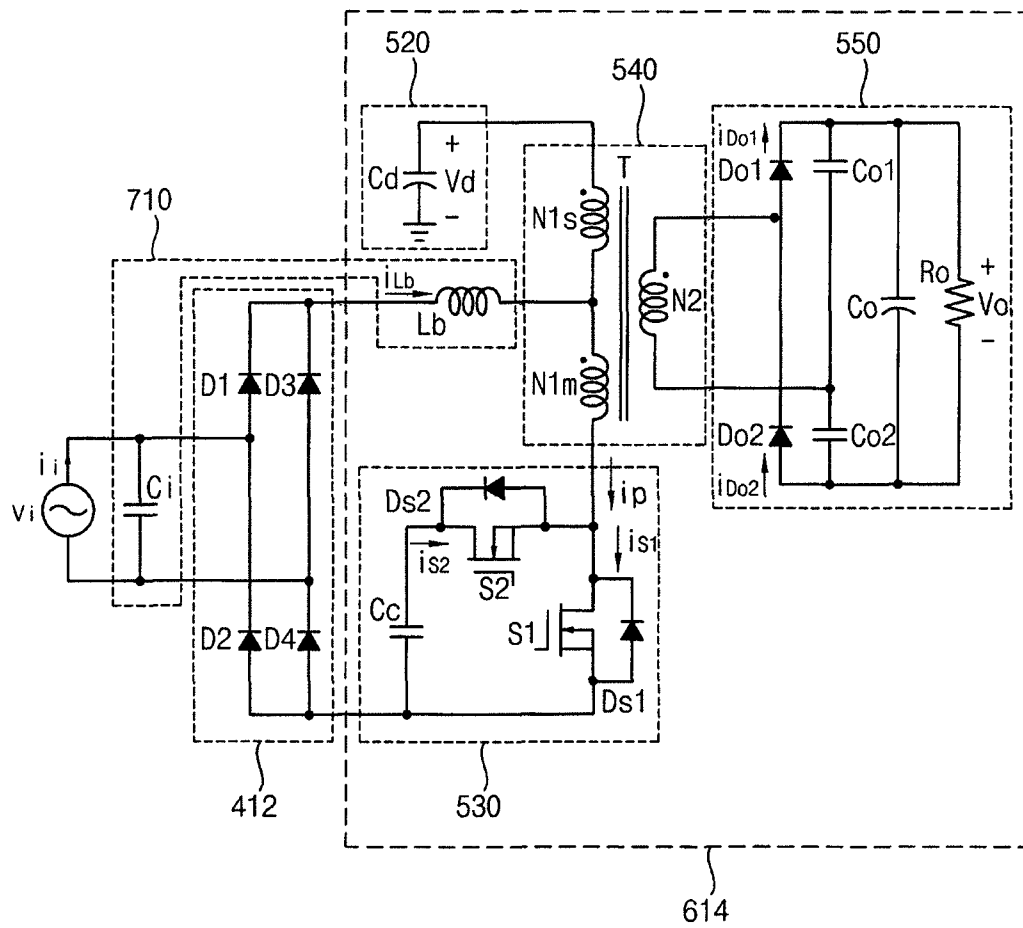 520
540
550
+
Cd
Vd
-
T
iDo1
Do1
Co1
710
N1s
iLb
Lb
N2
Ro
+
Co
Vo
-
N1m
D1
D3
Do2
Co2
iDo2
ii
Ci
vi
Ds2
ip
iS2
iS1
S2
Cc
S1
D2
D4
Ds1
412
530
614